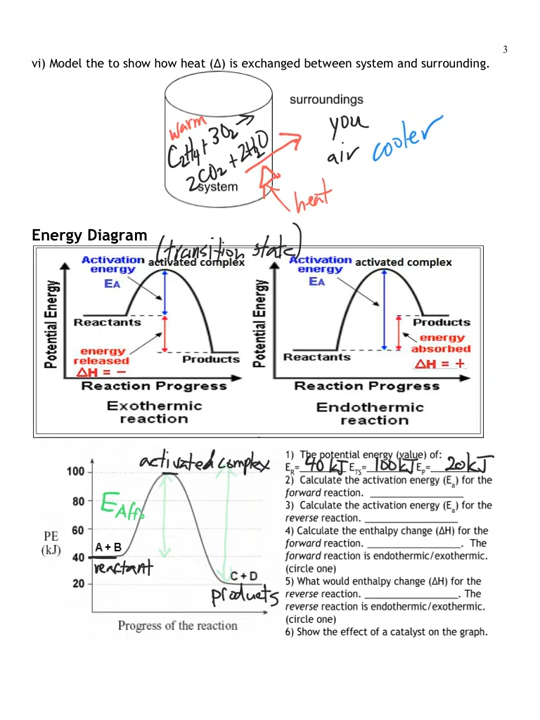 3
vi) Model the to show how heat (Δ) is exchanged between system and surrounding.
surroundings
warm
C2H4 + 3O2 →
2CO2 + 2H2O
system
you
air cooler
heat
Energy Diagram
(transition state)
Activation energy EA
activated complex
Potential Energy
Reactants
energy released
ΔH = −
Products
Reaction Progress
Exothermic reaction
Activation energy EA
activated complex
Potential Energy
Reactants
Products
energy absorbed
ΔH = +
Reaction Progress
Endothermic reaction
activated complex
100
80
60
40
20
PE
(kJ)
EAff
A + B
reactant
C + D
products
Progress of the reaction
1) The potential energy (value) of:
ER= 40 kJ ETS= 100 kJ EP= 20 kJ
2) Calculate the activation energy (Ea) for the
forward reaction. ________________
3) Calculate the activation energy (Ea) for the
reverse reaction. ________________
4) Calculate the enthalpy change (ΔH) for the
forward reaction. ________________. The
forward reaction is endothermic/exothermic.
(circle one)
5) What would enthalpy change (ΔH) for the
reverse reaction. ________________. The
reverse reaction is endothermic/exothermic.
(circle one)
6) Show the effect of a catalyst on the graph.